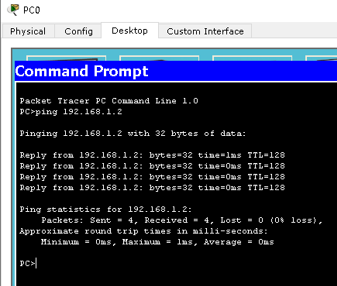 PC0
Physical Config Desktop Custom Interface
Command Prompt
Packet Tracer PC Command Line 1.0
PC>ping 192.168.1.2
Pinging 192.168.1.2 with 32 bytes of data:
Reply from 192.168.1.2: bytes=32 time=1ms TTL=128
Reply from 192.168.1.2: bytes=32 time=0ms TTL=128
Reply from 192.168.1.2: bytes=32 time=0ms TTL=128
Reply from 192.168.1.2: bytes=32 time=0ms TTL=128
Ping statistics for 192.168.1.2:
Packets: Sent = 4, Received = 4, Lost = 0 (0% loss),
Approximate round trip times in milli-seconds:
Minimum = 0ms, Maximum = 1ms, Average = 0ms
PC>